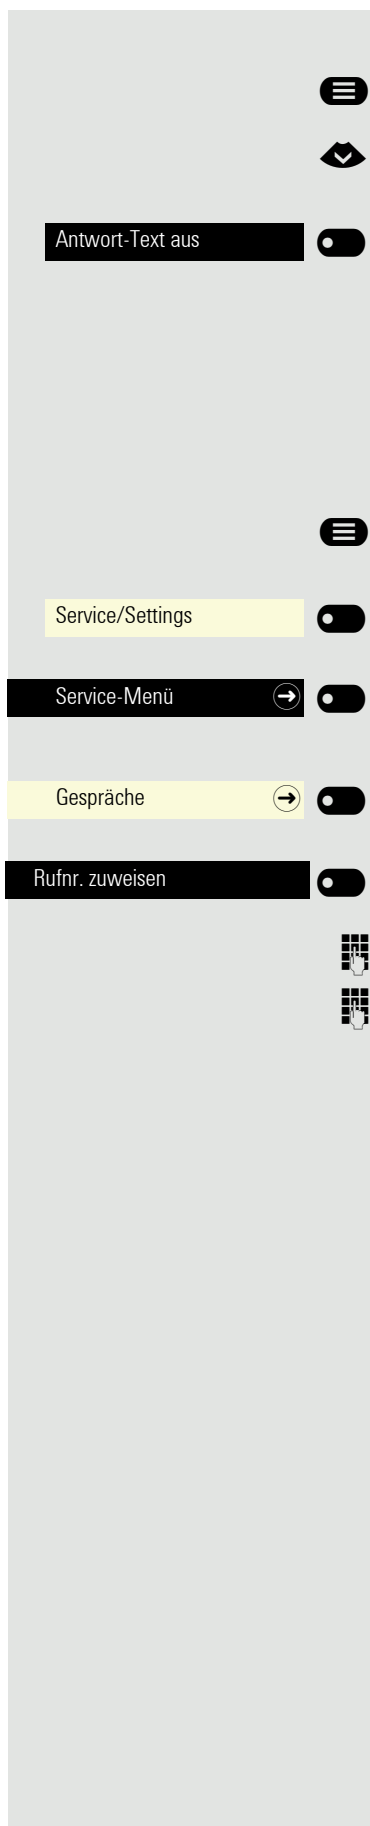 Antwort-Text aus
Service/Settings
Service-Menü
Gespräche
Rufnr. zuweisen